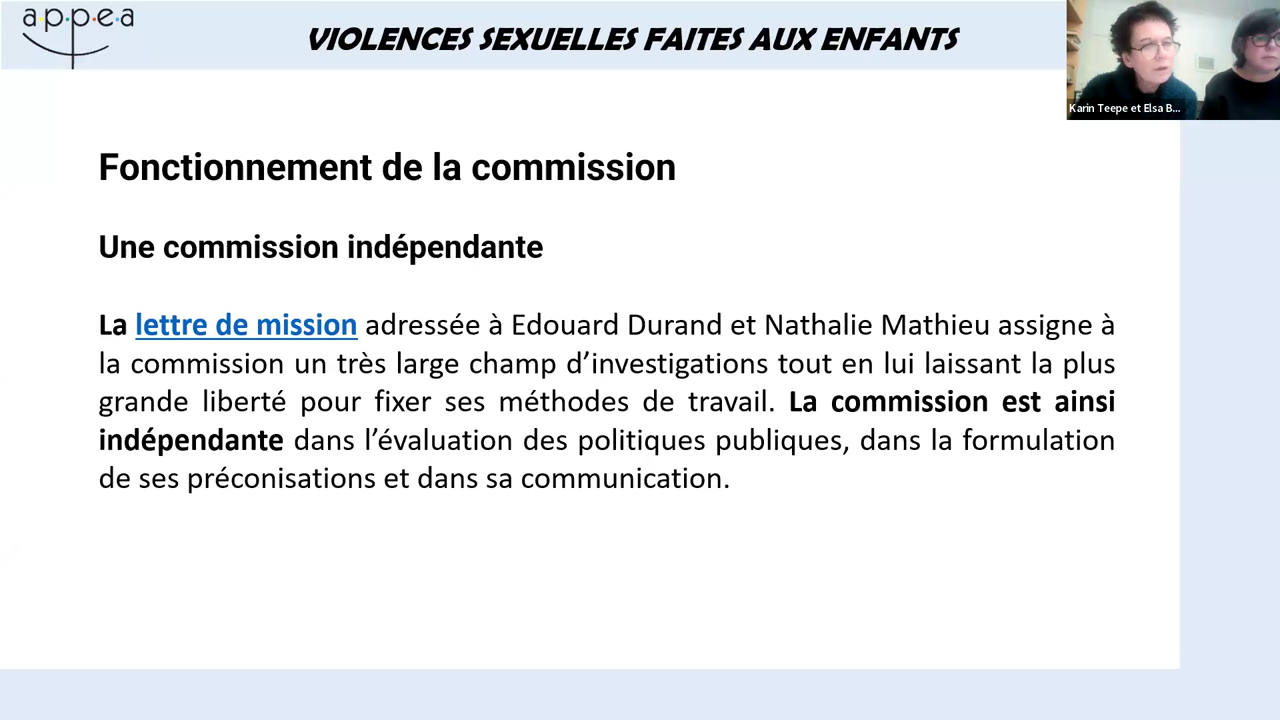 a·p·p·e·a
VIOLENCES SEXUELLES FAITES AUX ENFANTS
Karin Teepe et Elsa B...
Fonctionnement de la commission
Une commission indépendante
La lettre de mission adressée à Edouard Durand et Nathalie Mathieu assigne à
la commission un très large champ d’investigations tout en lui laissant la plus
grande liberté pour fixer ses méthodes de travail. La commission est ainsi
indépendante dans l’évaluation des politiques publiques, dans la formulation
de ses préconisations et dans sa communication.